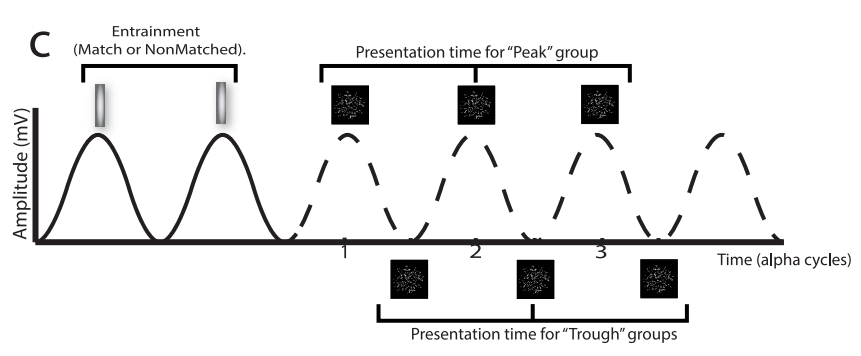 C
Entrainment
(Match or NonMatched).
Presentation time for “Peak” group
Amplitude (mV)
1 2 3
Time (alpha cycles)
Presentation time for “Trough” groups